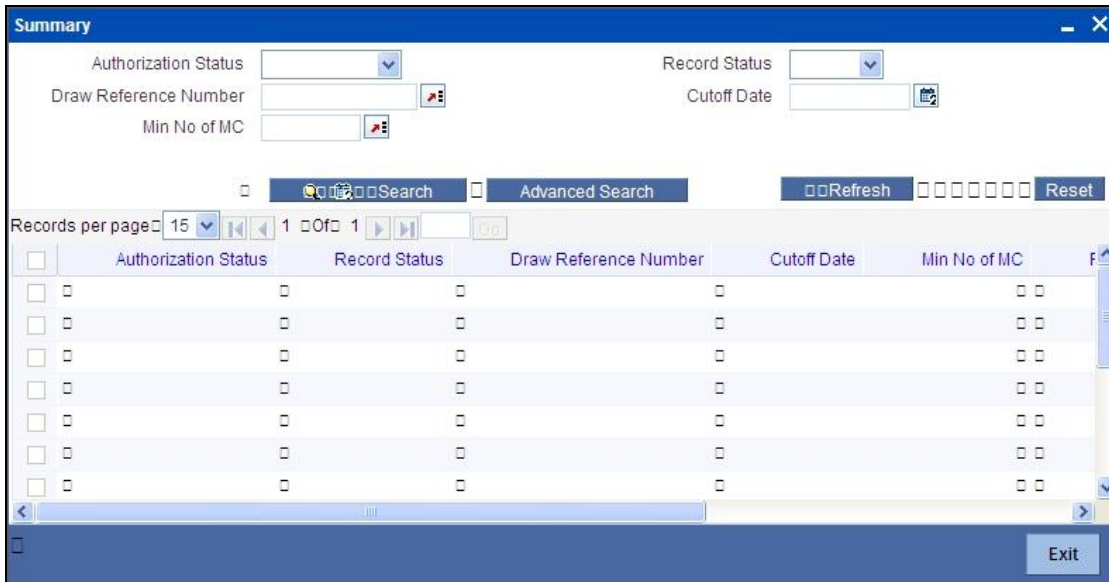 Summary
Authorization Status Record Status
Draw Reference Number Cutoff Date
Min No of MC
Search Advanced Search Refresh Reset
Records per page 15 1 Of 1 Go
Authorization Status Record Status Draw Reference Number Cutoff Date Min No of MC
Exit